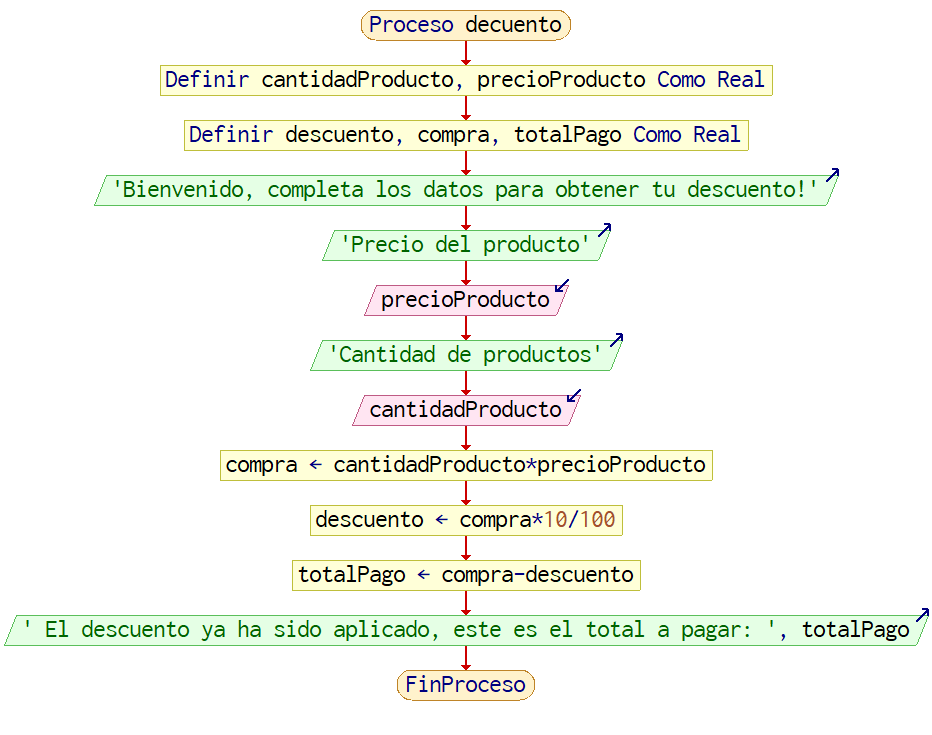 Proceso decuento
Definir cantidadProducto, precioProducto Como Real
Definir descuento, compra, totalPago Como Real
'Bienvenido, completa los datos para obtener tu descuento!'
'Precio del producto'
precioProducto
'Cantidad de productos'
cantidadProducto
compra ← cantidadProducto*precioProducto
descuento ← compra*10/100
totalPago ← compra-descuento
' El descuento ya ha sido aplicado, este es el total a pagar: ', totalPago
FinProceso